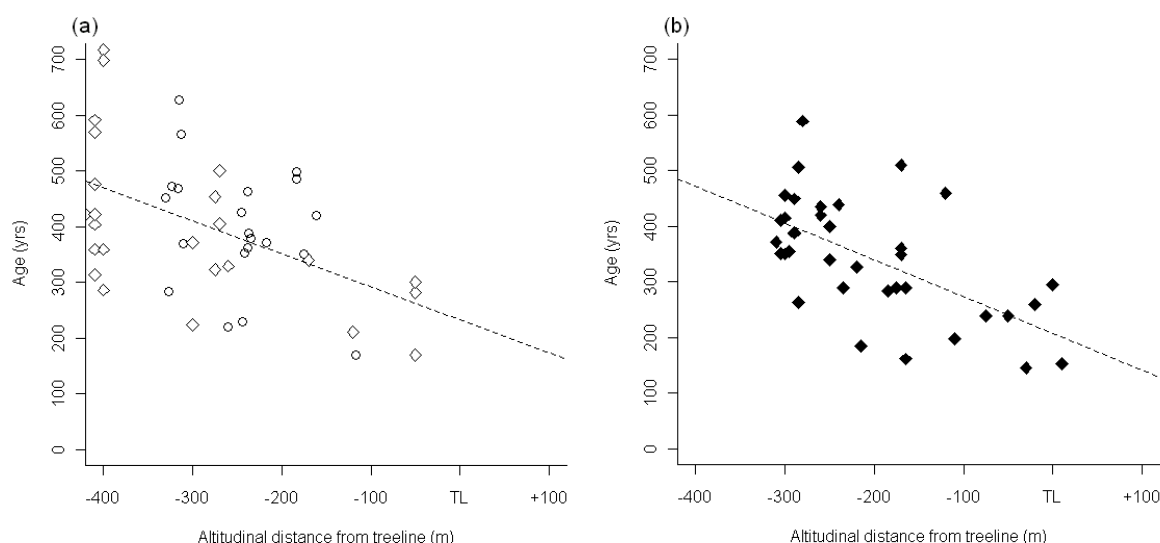 (a)
Age (yrs)
0 100 200 300 400 500 600 700
-400 -300 -200 -100 TL +100
Altitudinal distance from treeline (m)
(b)
Age (yrs)
0 100 200 300 400 500 600 700
-400 -300 -200 -100 TL +100
Altitudinal distance from treeline (m)